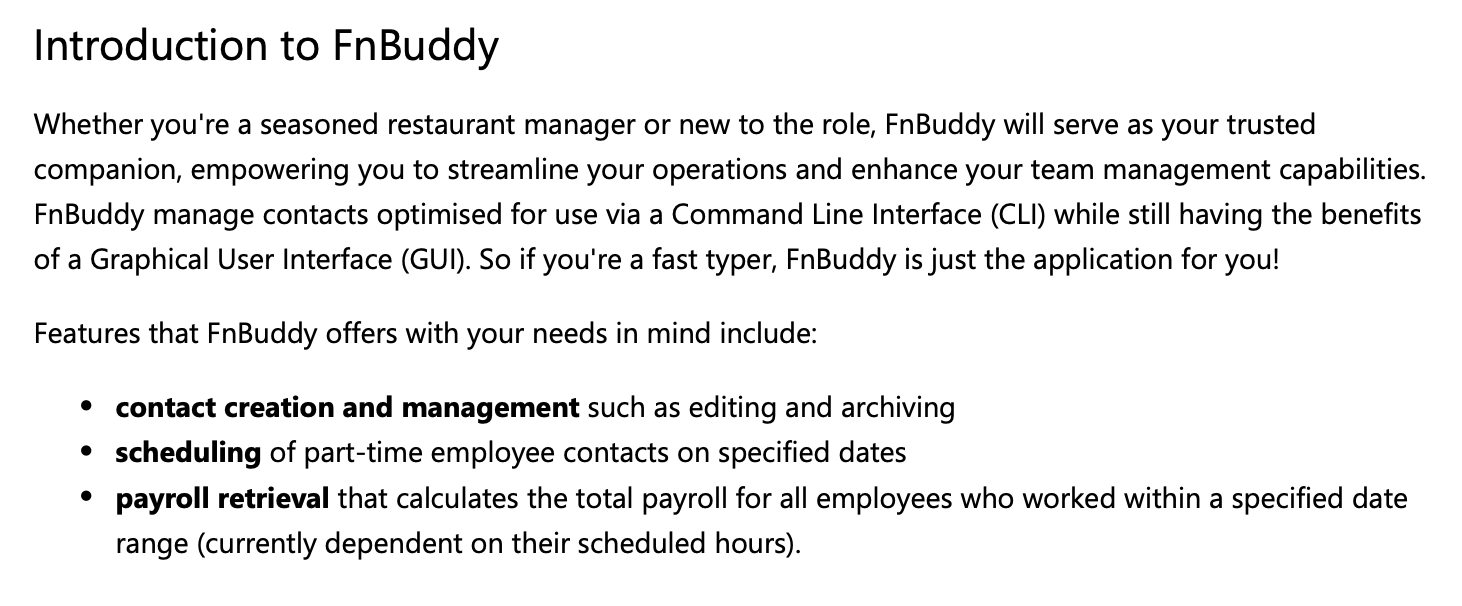 Introduction to FnBuddy
Whether you're a seasoned restaurant manager or new to the role, FnBuddy will serve as your trusted
companion, empowering you to streamline your operations and enhance your team management capabilities.
FnBuddy manage contacts optimised for use via a Command Line Interface (CLI) while still having the benefits
of a Graphical User Interface (GUI). So if you're a fast typer, FnBuddy is just the application for you!
Features that FnBuddy offers with your needs in mind include:
• contact creation and management such as editing and archiving
• scheduling of part-time employee contacts on specified dates
• payroll retrieval that calculates the total payroll for all employees who worked within a specified date
range (currently dependent on their scheduled hours).